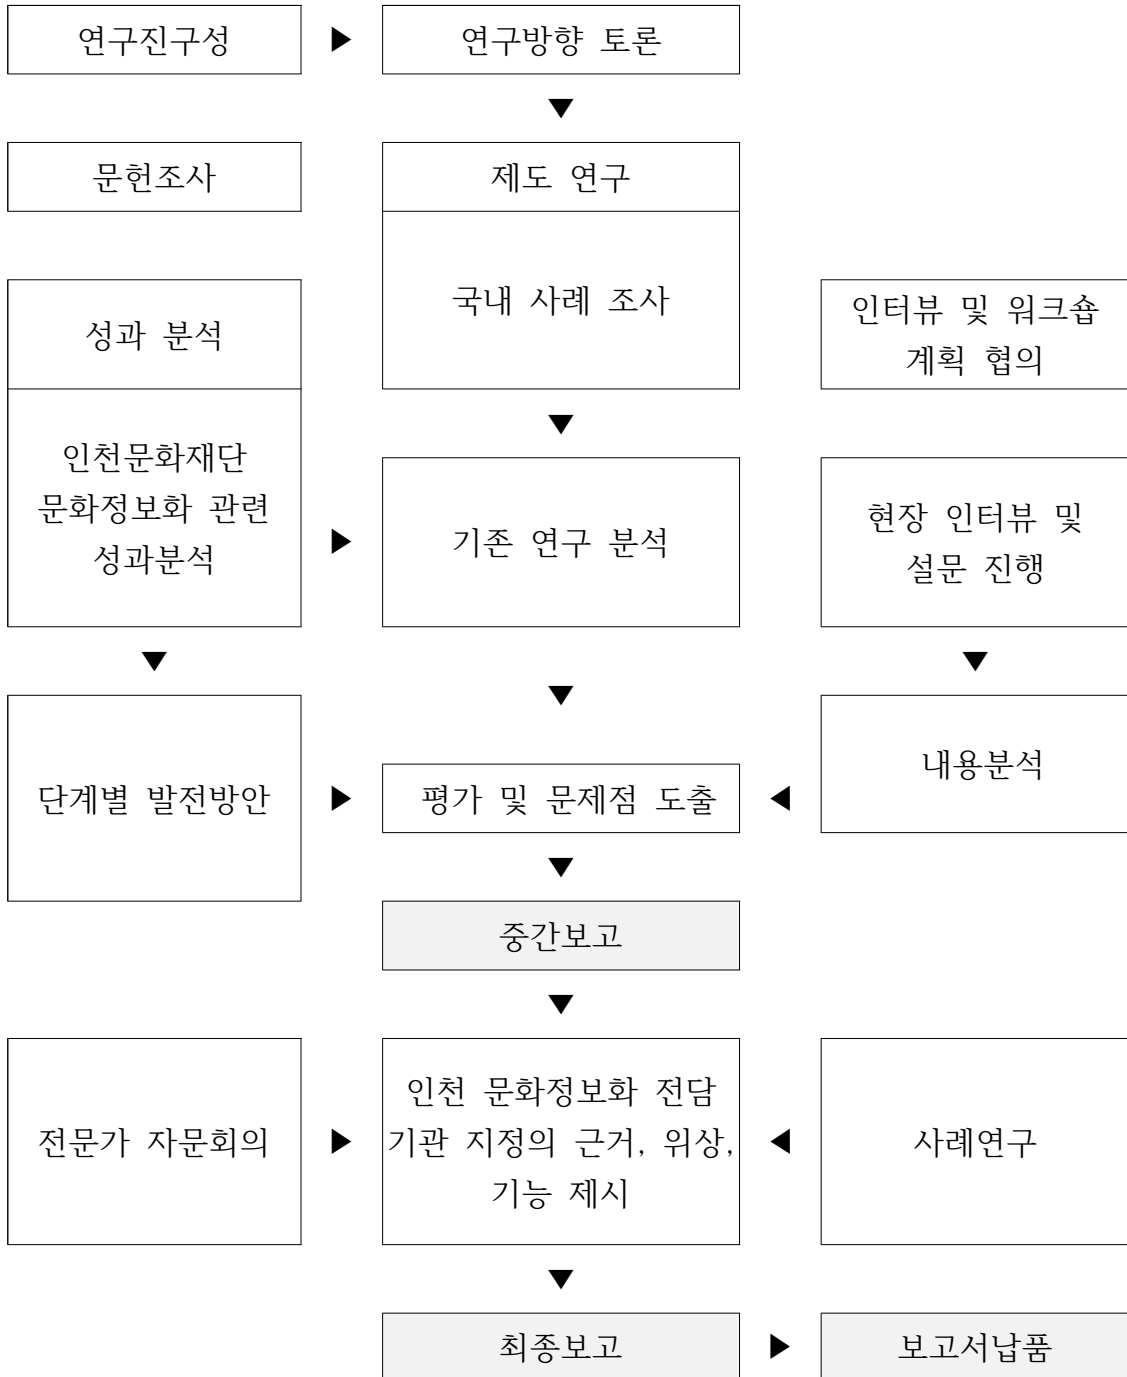 연구진구성
연구방향 토론
문헌조사
제도 연구
국내 사례 조사
성과 분석
인터뷰 및 워크숍
계획 협의
인천문화재단
문화정보화 관련
성과분석
기존 연구 분석
현장 인터뷰 및
설문 진행
단계별 발전방안
평가 및 문제점 도출
내용분석
중간보고
전문가 자문회의
인천 문화정보화 전담
기관 지정의 근거, 위상,
기능 제시
사례연구
최종보고
보고서납품